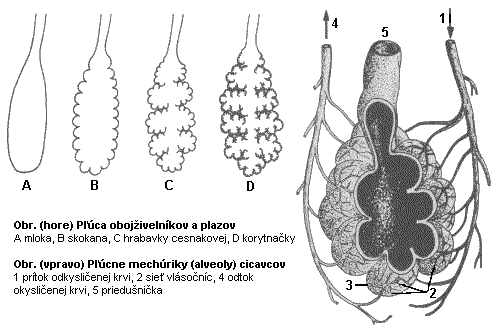 4
1
5
A B C D
3
2
Obr. (hore) Pľúca obojživelníkov a plazov
A mloka, B skokana, C hrabavky cesnakovej, D korytnačky
Obr. (vpravo) Pľúcne mechúriky (alveoly) cicavcov
1 prítok odkysličenej krvi, 2 sieť vlásočníc, 4 odtok
okysličenej krvi, 5 priedušnička